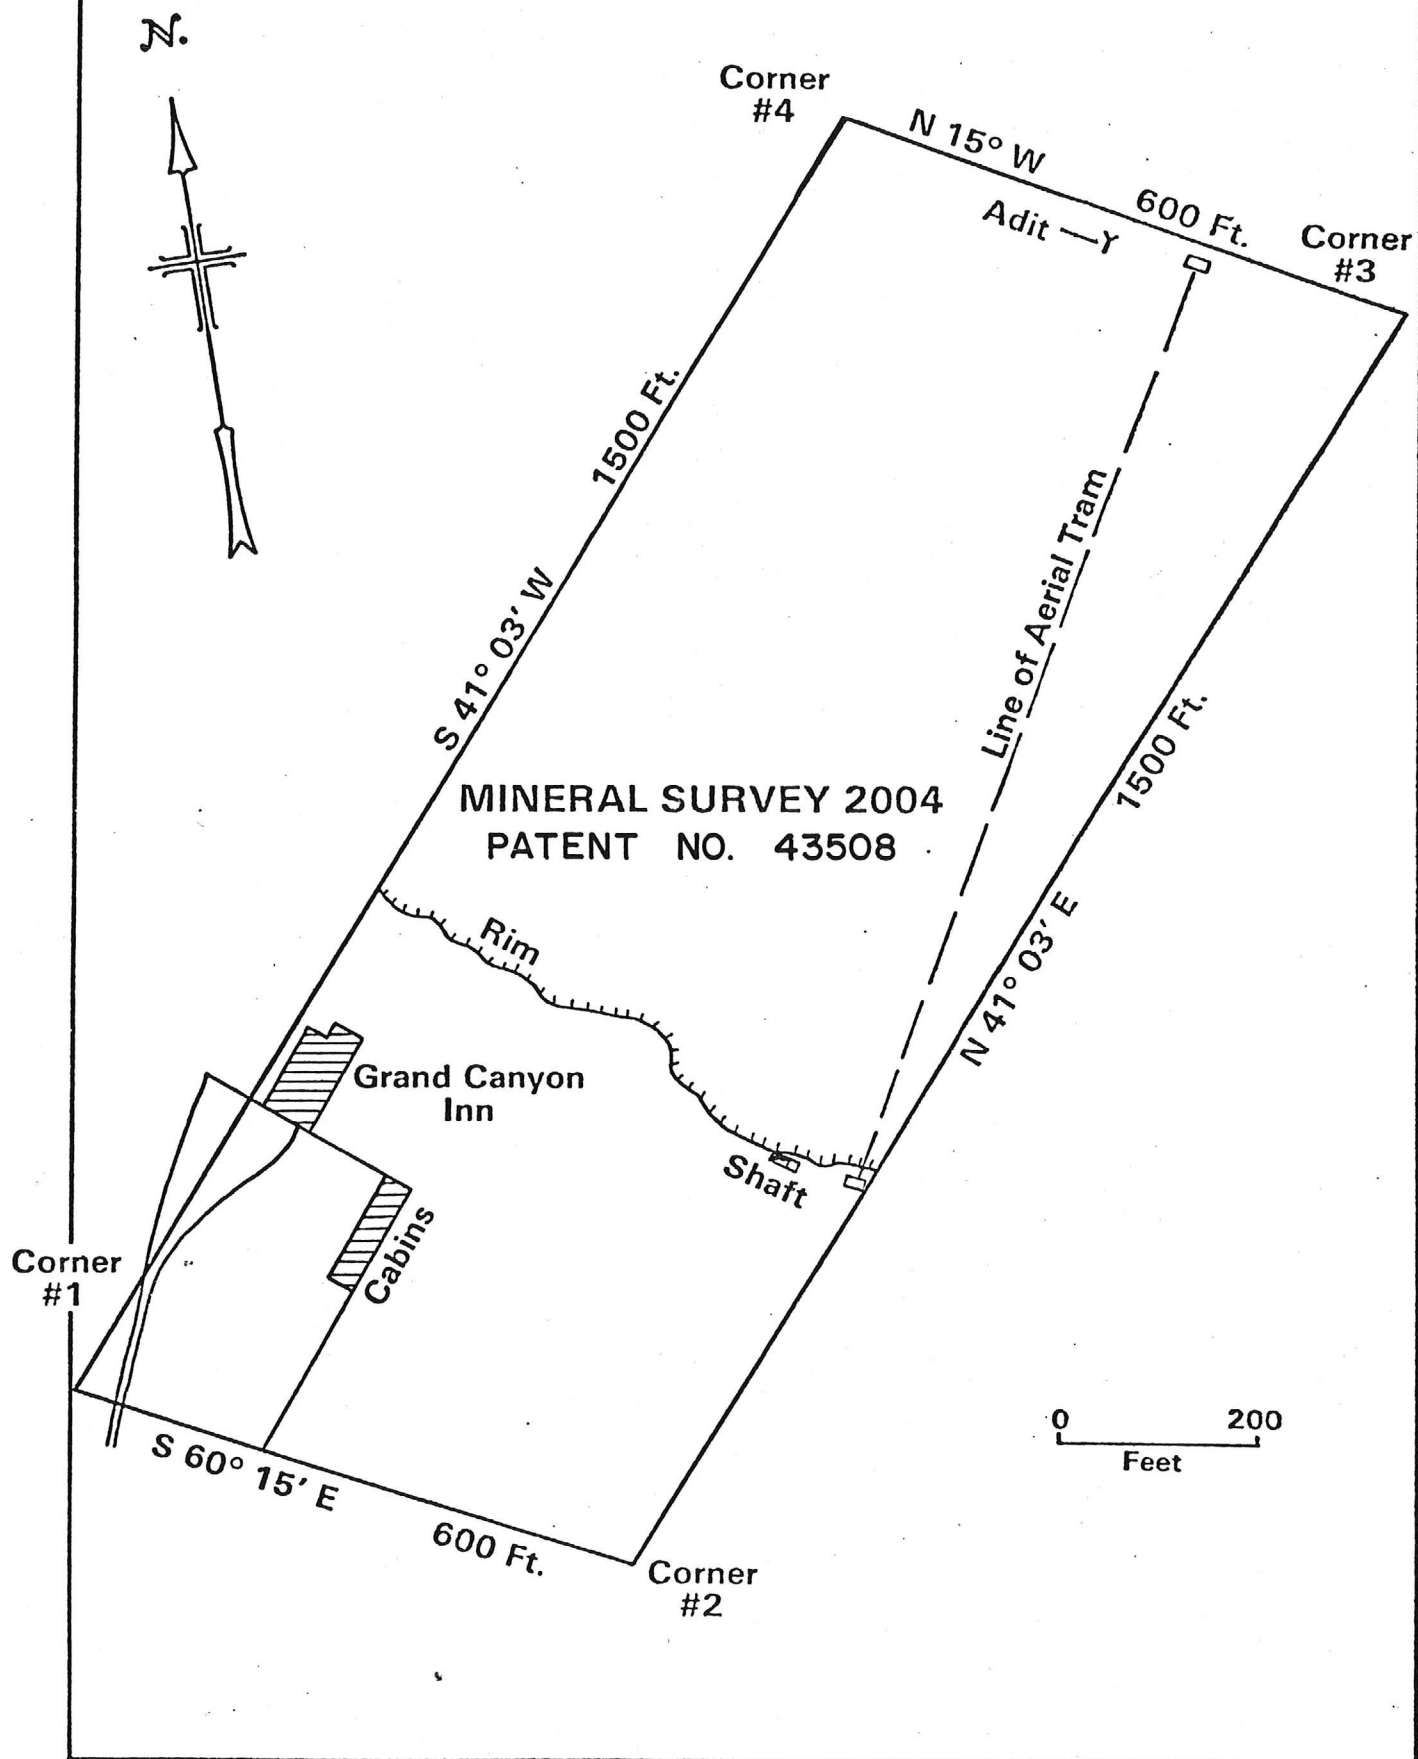 N.
Corner
#4
N 15° W
600 Ft.
Adit
Corner
#3
1500 Ft.
S 41° 03' W
Line of Aerial Tram
1500 Ft.
N 41° 03' E
MINERAL SURVEY 2004
PATENT NO. 43508
Rim
Grand Canyon
Inn
Shaft
Cabins
Corner
#1
S 60° 15' E
600 Ft.
Corner
#2
0 200
Feet